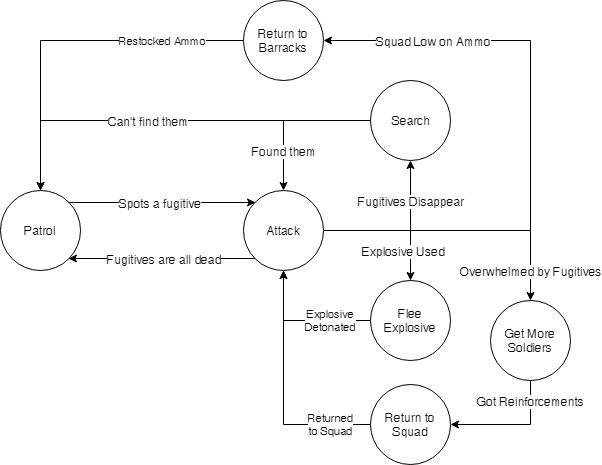 Return to
Barracks
Restocked Ammo
Squad Low on Ammo
Can't find them
Search
Found them
Spots a fugitive
Fugitives Disappear
Patrol
Attack
Fugitives are all dead
Explosive Used
Overwhelmed by Fugitives
Explosive
Detonated
Flee
Explosive
Get More
Soldiers
Got Reinforcements
Returned
to Squad
Return to
Squad